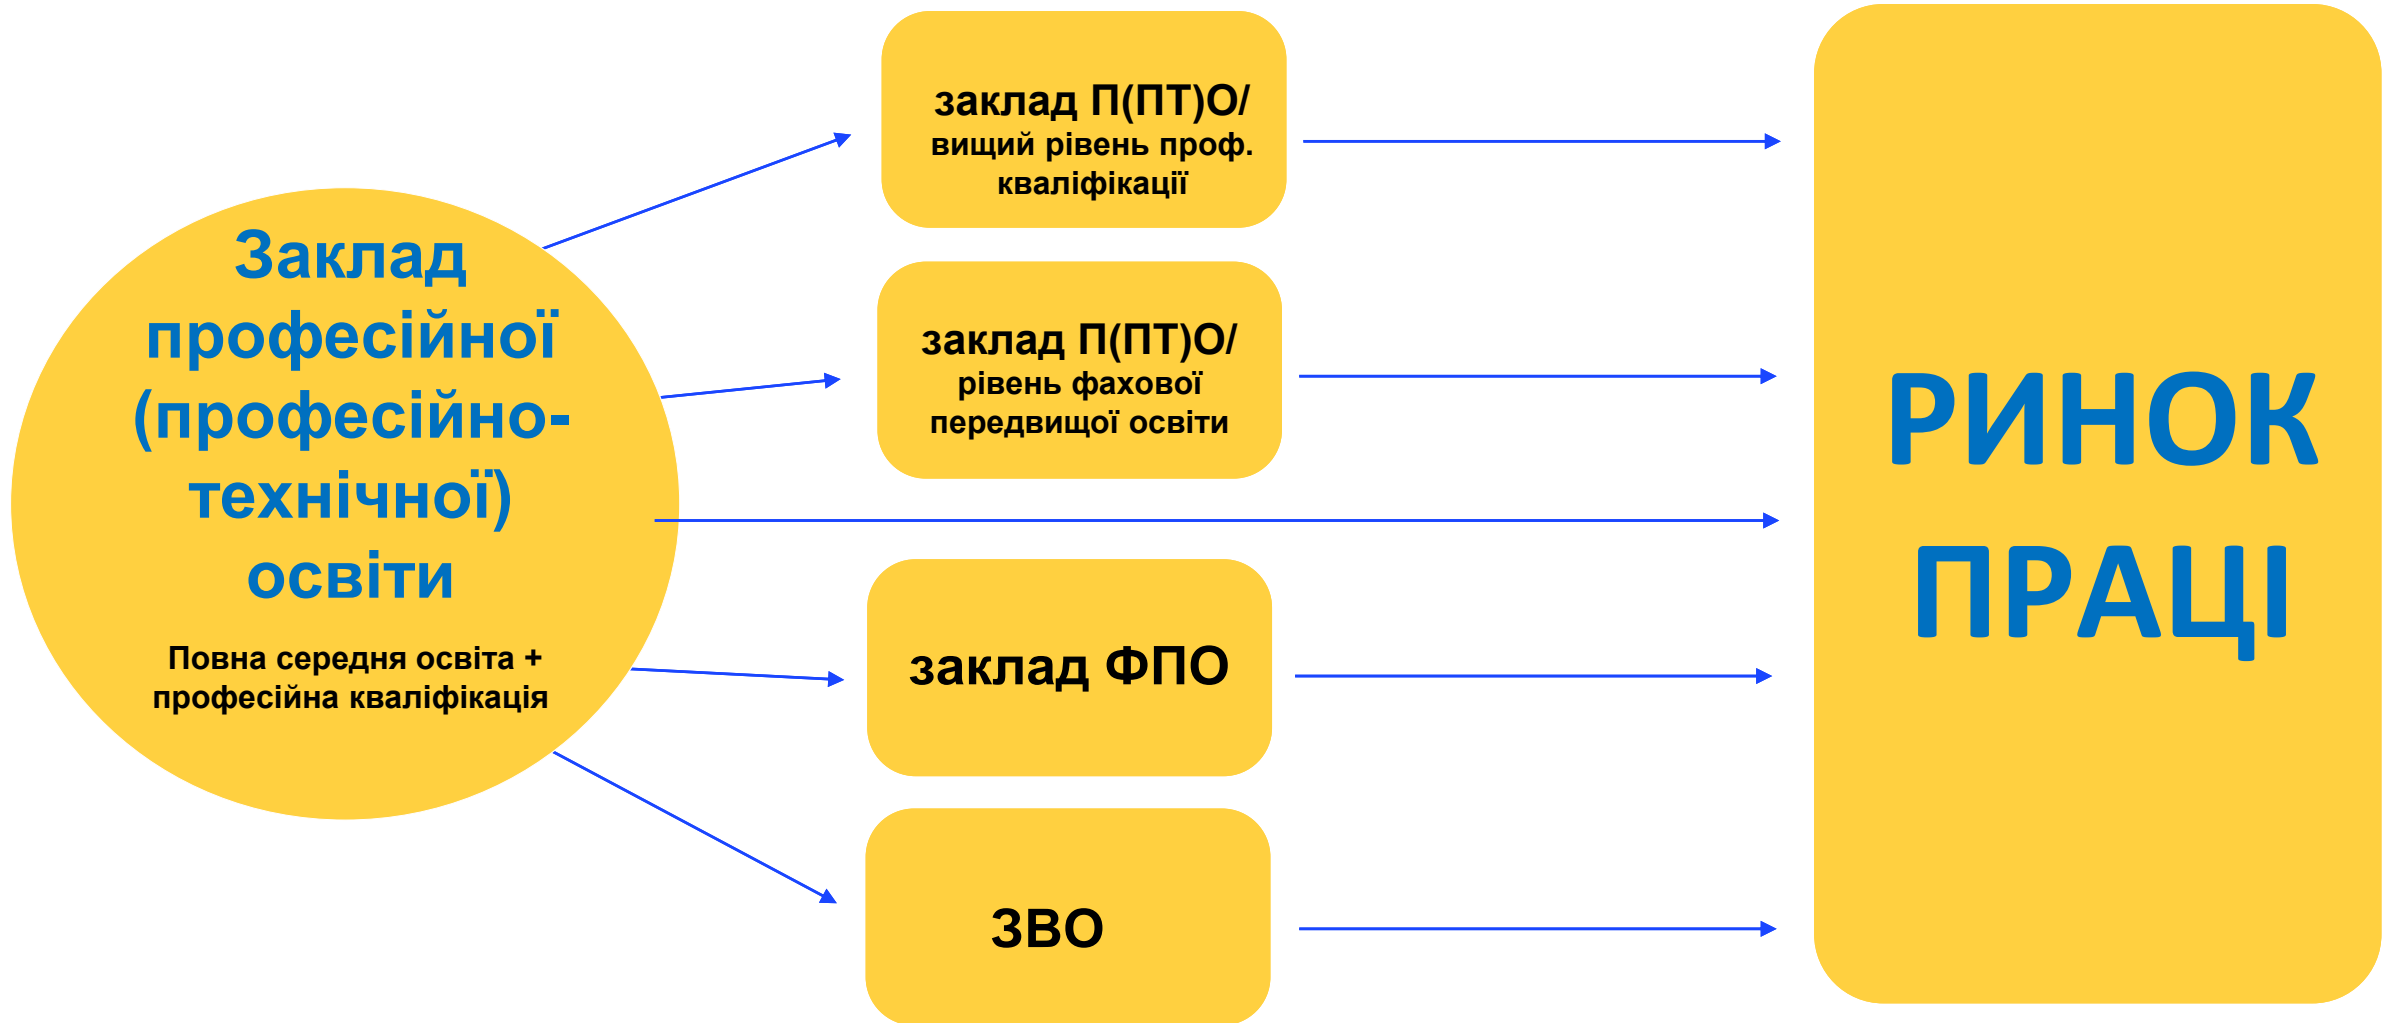 Заклад
професійної
(професійно-
технічної)
освіти
Повна середня освіта +
професійна кваліфікація
заклад П(ПТ)О/
вищий рівень проф.
кваліфікації
заклад П(ПТ)О/
рівень фахової
передвищої освіти
заклад ФПО
ЗВО
РИНОК
ПРАЦІ